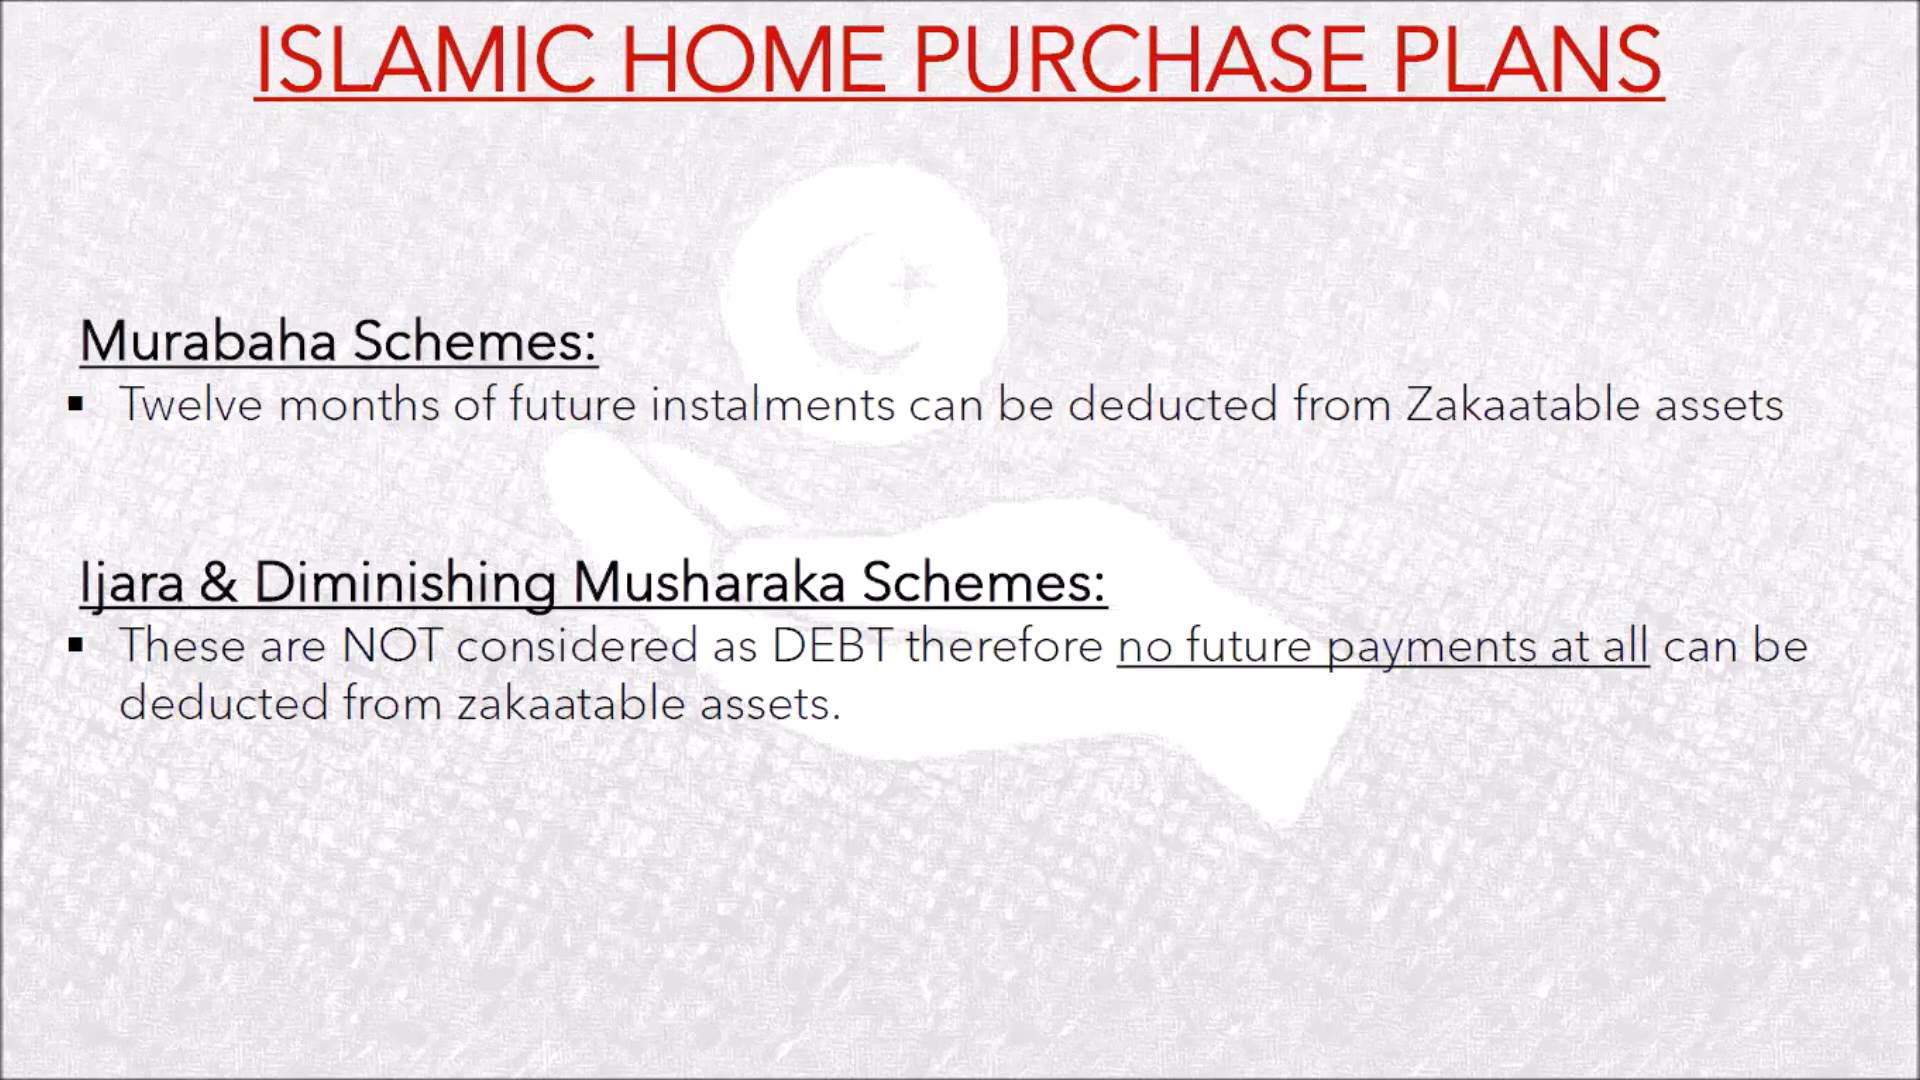 ISLAMIC HOME PURCHASE PLANS
Murabaha Schemes:
▪ Twelve months of future instalments can be deducted from Zakaatable assets
Ijara & Diminishing Musharaka Schemes:
▪ These are NOT considered as DEBT therefore no future payments at all can be
deducted from zakaatable assets.